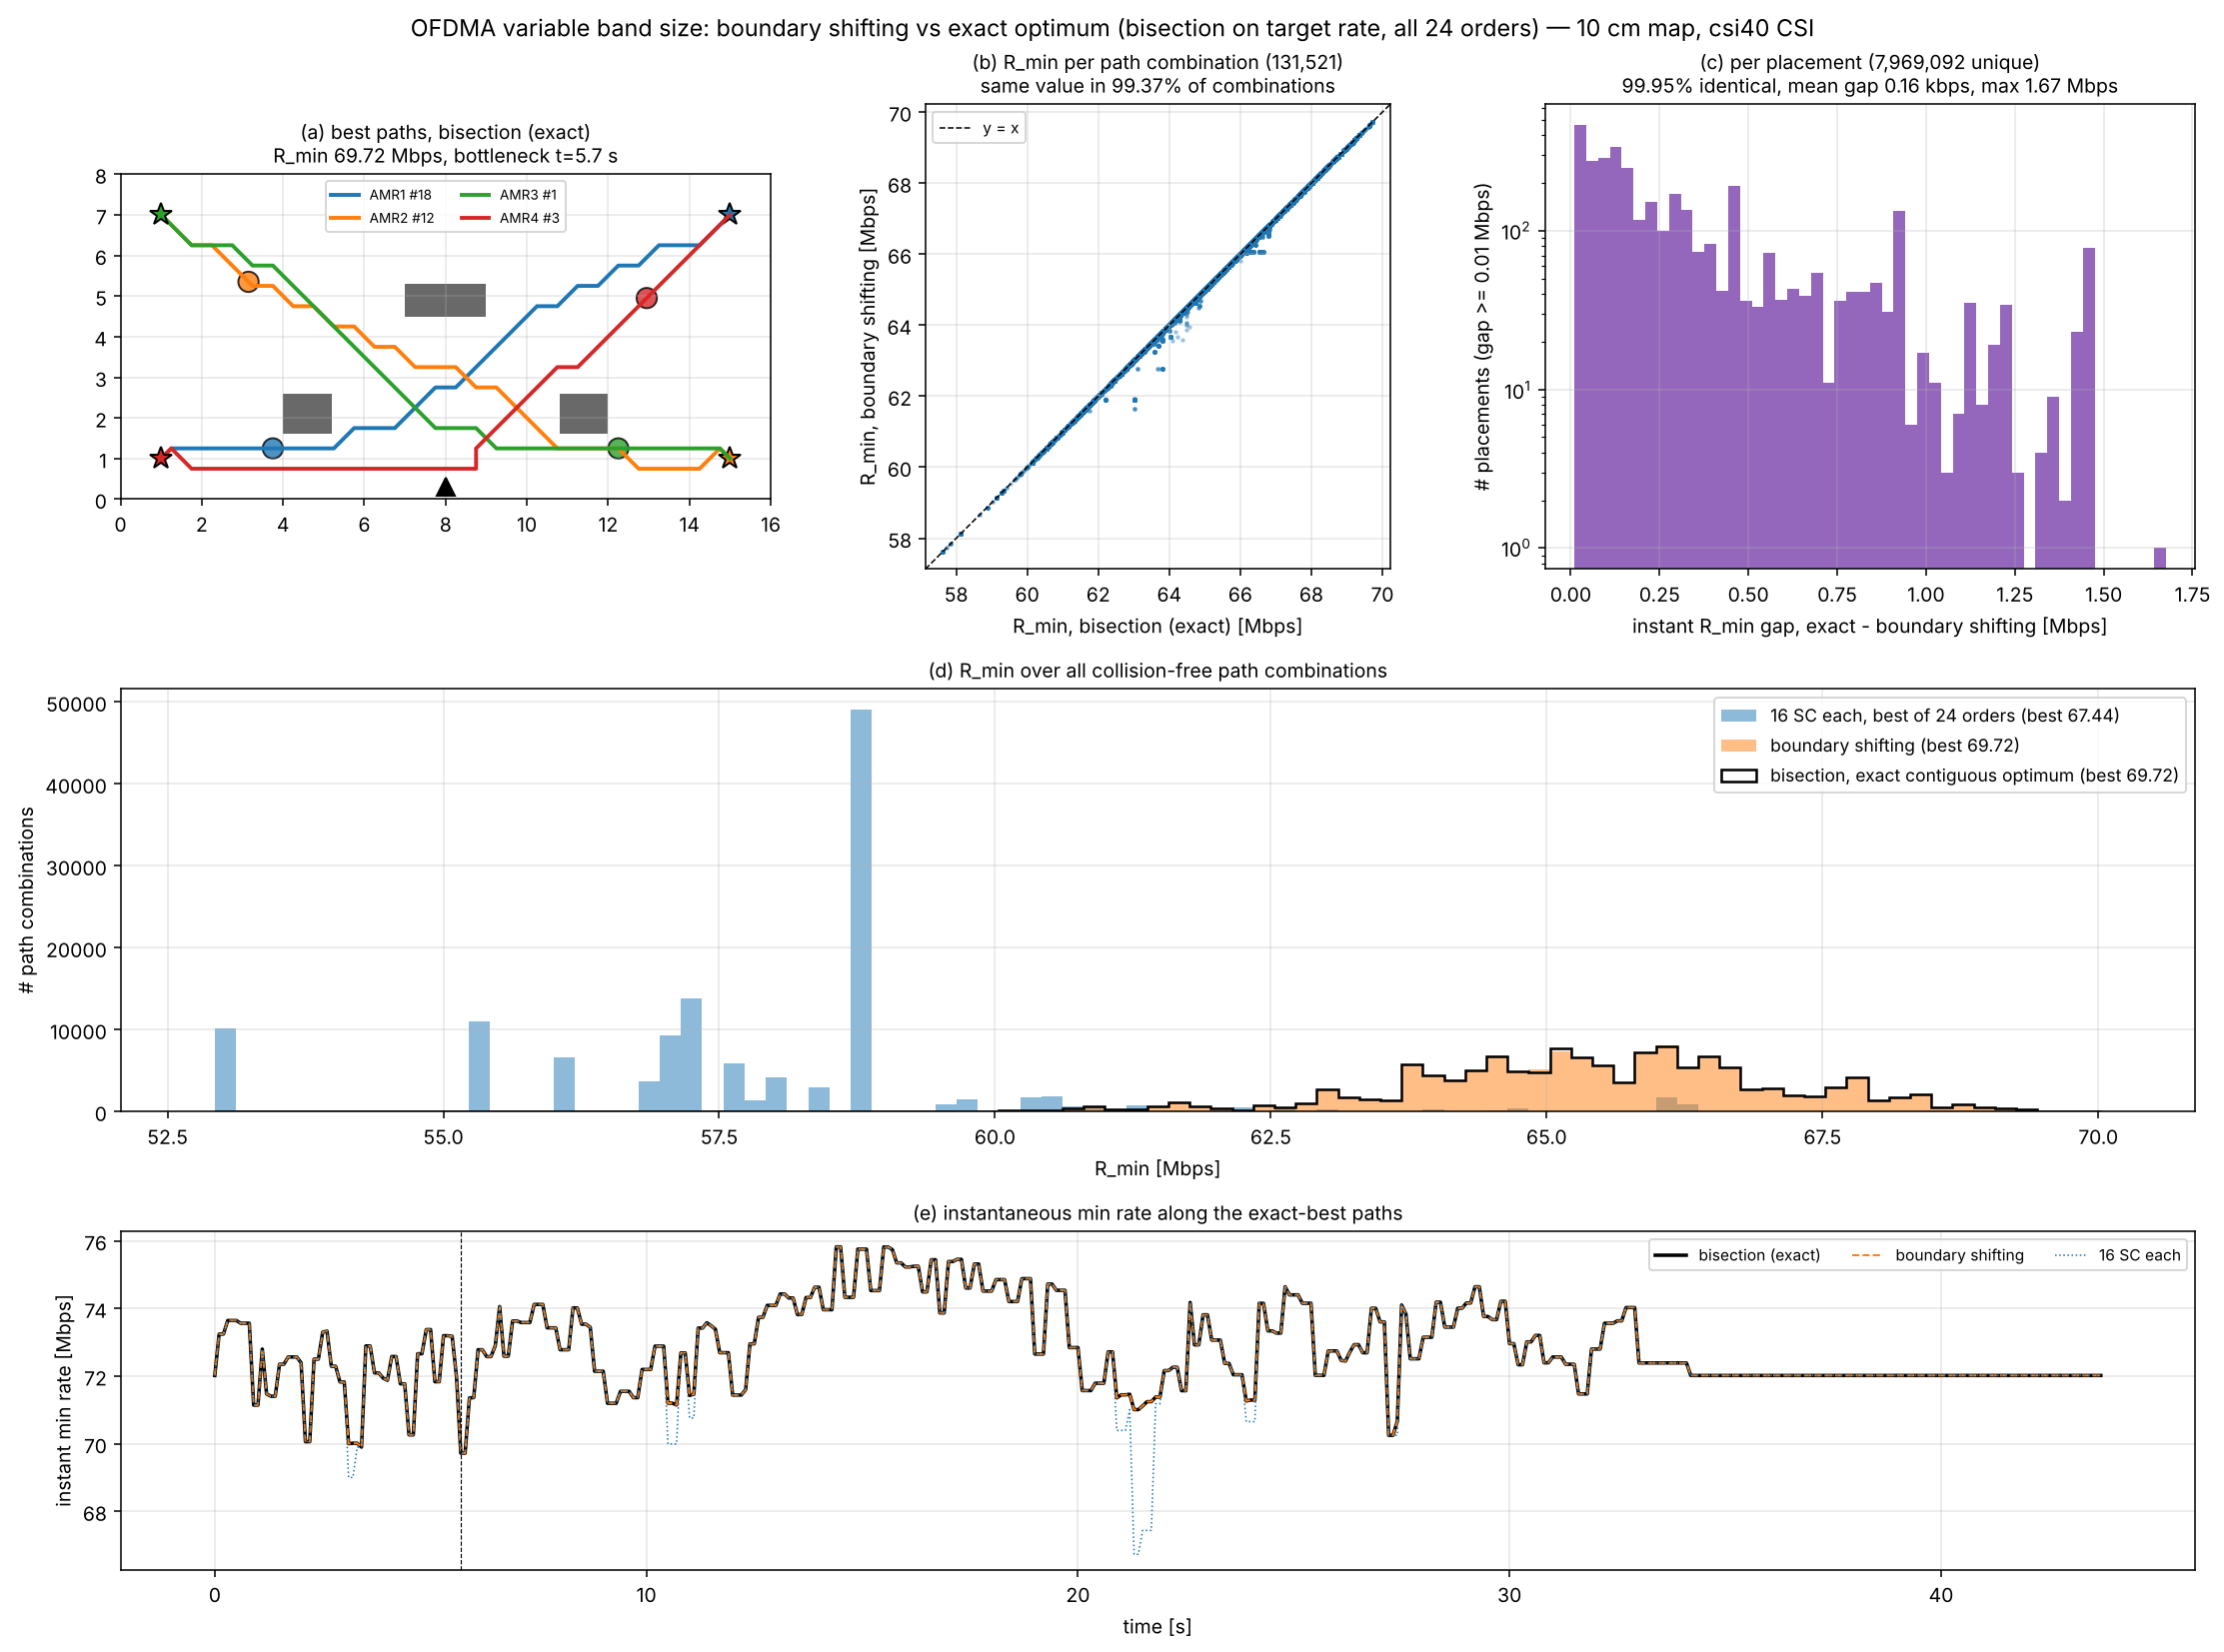 OFDMA variable band size: boundary shifting vs exact optimum (bisection on target rate, all 24 orders) — 10 cm map, csi40 CSI
(a) best paths, bisection (exact)
R_min 69.72 Mbps, bottleneck t=5.7 s
AMR1 #18
AMR2 #12
AMR3 #1
AMR4 #3
8
7
6
5
4
3
2
1
0
0 2 4 6 8 10 12 14 16
(b) R_min per path combination (131,521)
same value in 99.37% of combinations
y = x
R_min, boundary shifting [Mbps]
70
68
66
64
62
60
58
58 60 62 64 66 68 70
R_min, bisection (exact) [Mbps]
(c) per placement (7,969,092 unique)
99.95% identical, mean gap 0.16 kbps, max 1.67 Mbps
# placements (gap >= 0.01 Mbps)
10²
10¹
10⁰
0.00 0.25 0.50 0.75 1.00 1.25 1.50 1.75
instant R_min gap, exact - boundary shifting [Mbps]
(d) R_min over all collision-free path combinations
16 SC each, best of 24 orders (best 67.44)
boundary shifting (best 69.72)
bisection, exact contiguous optimum (best 69.72)
# path combinations
50000
40000
30000
20000
10000
0
52.5 55.0 57.5 60.0 62.5 65.0 67.5 70.0
R_min [Mbps]
(e) instantaneous min rate along the exact-best paths
bisection (exact)
boundary shifting
16 SC each
instant min rate [Mbps]
76
74
72
70
68
0 10 20 30 40
time [s]